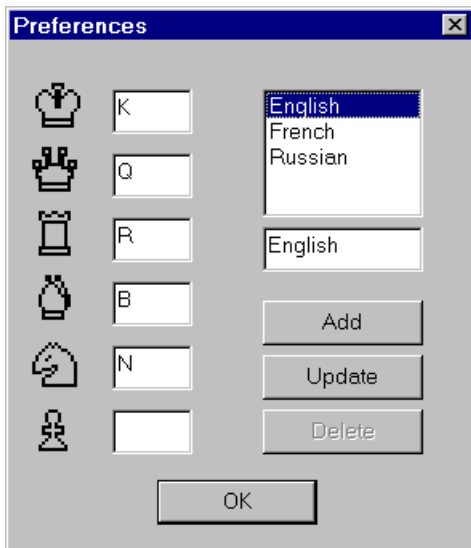 Preferences
K
Q
R
B
N
English
French
Russian
English
Add
Update
Delete
OK